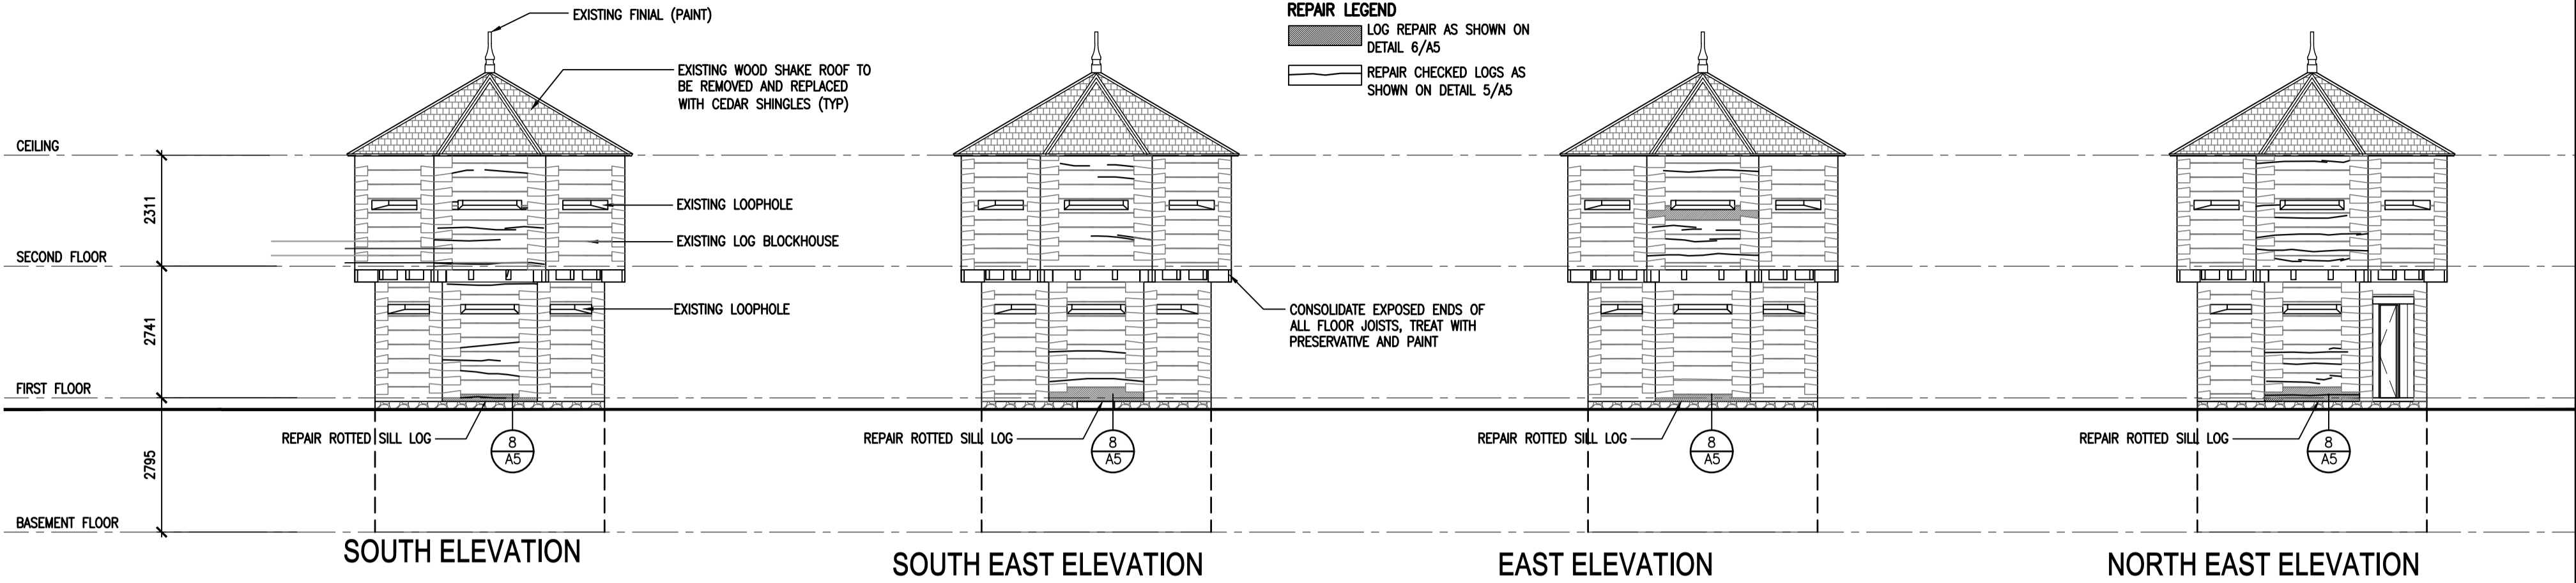 EXISTING FINIAL (PAINT)
EXISTING WOOD SHAKE ROOF TO
BE REMOVED AND REPLACED
WITH CEDAR SHINGLES (TYP)
REPAIR LEGEND
LOG REPAIR AS SHOWN ON
DETAIL 6/A5
REPAIR CHECKED LOGS AS
SHOWN ON DETAIL 5/A5
CEILING
2311
EXISTING LOOPHOLE
EXISTING LOG BLOCKHOUSE
SECOND FLOOR
2741
EXISTING LOOPHOLE
CONSOLIDATE EXPOSED ENDS OF
ALL FLOOR JOISTS, TREAT WITH
PRESERVATIVE AND PAINT
FIRST FLOOR
REPAIR ROTTED SILL LOG
8
A5
REPAIR ROTTED SILL LOG
8
A5
REPAIR ROTTED SILL LOG
8
A5
REPAIR ROTTED SILL LOG
8
A5
2795
BASEMENT FLOOR
SOUTH ELEVATION
SOUTH EAST ELEVATION
EAST ELEVATION
NORTH EAST ELEVATION